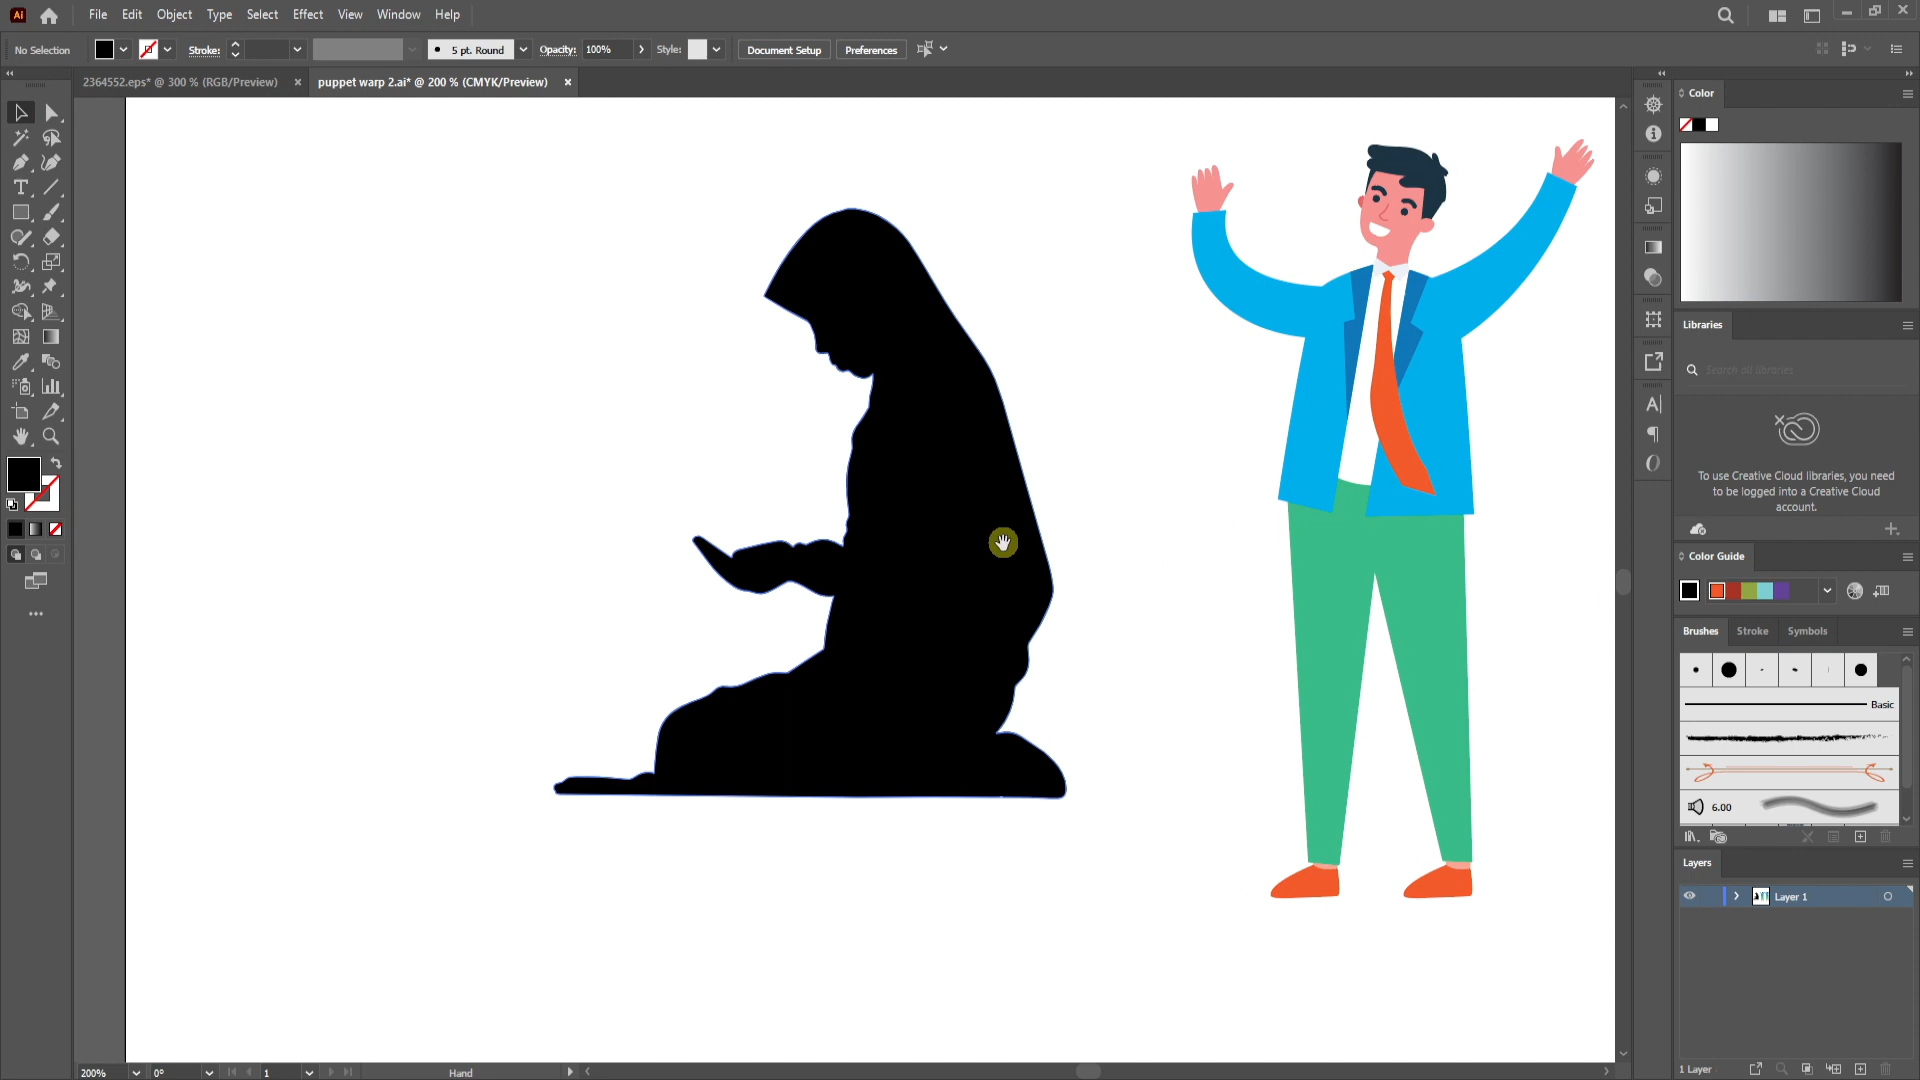 Ai File Edit Object Type Select Effect View Window Help
No Selection Stroke: 5 pt. Round Opacity: 100% Style: Document Setup Preferences
2364552.eps* @ 300 % (RGB/Preview) × puppet warp 2.ai* @ 200 % (CMYK/Preview) ×
Color
Libraries
Search all libraries
To use Creative Cloud libraries, you need
to be logged into a Creative Cloud
account.
Color Guide
Brushes Stroke Symbols
Basic
6.00
Layers
Layer 1
1 Layer
200% 0° 1 Hand